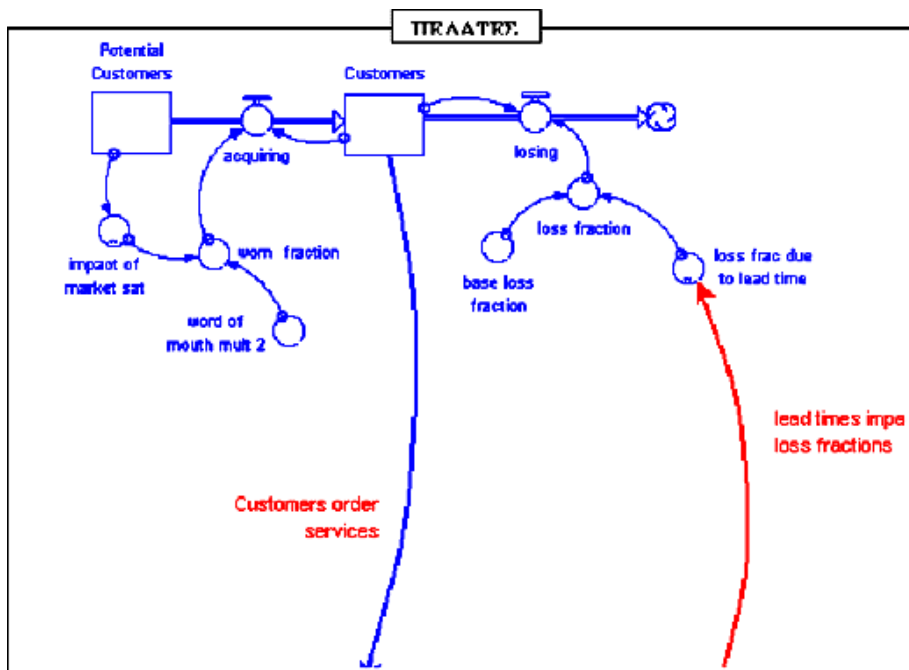 ΠΕΛΑΤΕΣ
Potential
Customers
Customers
acquiring
losing
impact of
market sat
wom fraction
word of
mouth mult 2
loss fraction
base loss
fraction
loss frac due
to lead time
lead times impa
loss fractions
Customers order
services